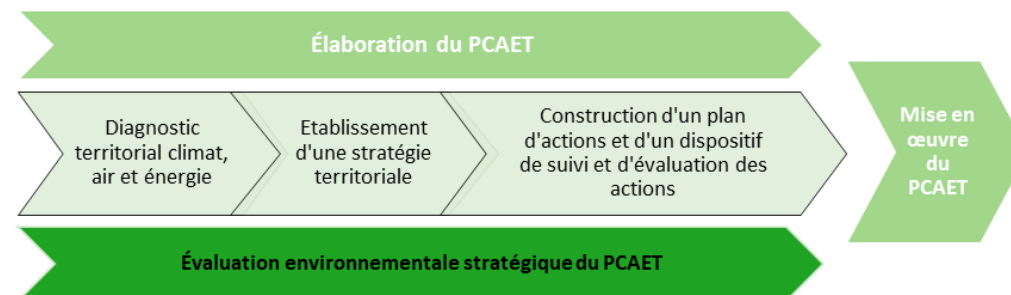 Élaboration du PCAET
Diagnostic
territorial climat,
air et énergie
Etablissement
d'une stratégie
territoriale
Construction d'un plan
d'actions et d'un dispositif
de suivi et d'évaluation des
actions
Mise en
œuvre
du
PCAET
Évaluation environnementale stratégique du PCAET